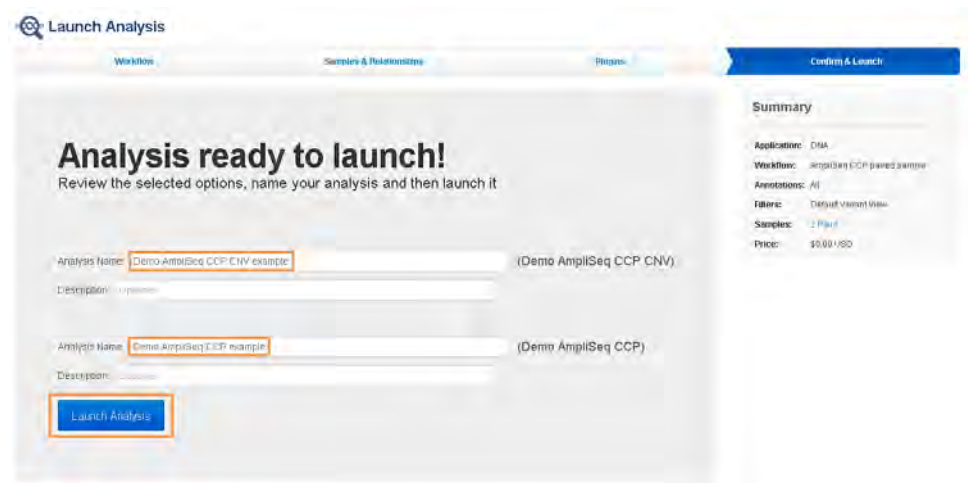 Launch Analysis
Workflow
Samples & Relationships
Plugins
Confirm & Launch
Analysis ready to launch!
Review the selected options, name your analysis and then launch it
Analysis Name: Demo AmpliSeq CCP CNV example
(Demo AmpliSeq CCP CNV)
Description: Optional
Analysis Name: Demo AmpliSeq CCP example
(Demo AmpliSeq CCP)
Description: Optional
Launch Analysis
Summary
Application: DNA
Workflow: AmpliSeq CCP paired sample
Annotations: All
Filters: Default Variant View
Samples:
Price: $0.00 USD